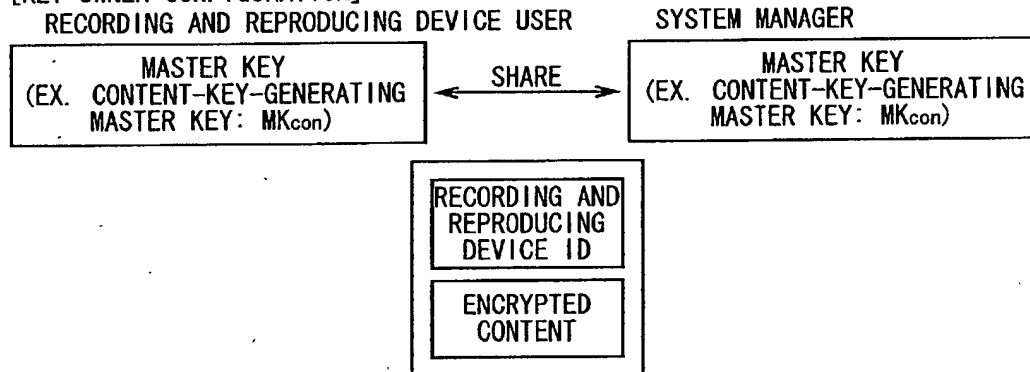 RECORDING AND REPRODUCING DEVICE USER SYSTEM MANAGER
MASTER KEY
(EX. CONTENT-KEY-GENERATING
MASTER KEY: MKcon)
SHARE
MASTER KEY
(EX. CONTENT-KEY-GENERATING
MASTER KEY: MKcon)
RECORDING AND
REPRODUCING
DEVICE ID
ENCRYPTED
CONTENT